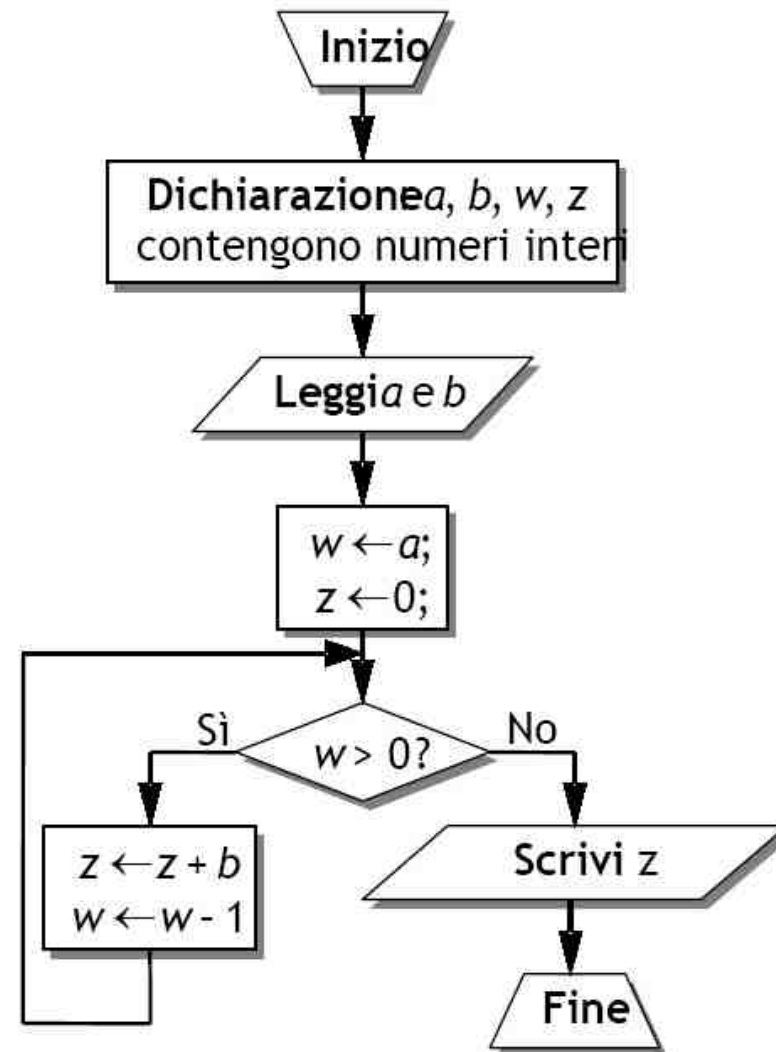 Inizio
Dichiarazionea, b, w, z
contengono numeri interi
Leggia e b
w ← a;
z ← 0;
Sì
w > 0?
No
z ← z + b
w ← w - 1
Scrivi z
Fine